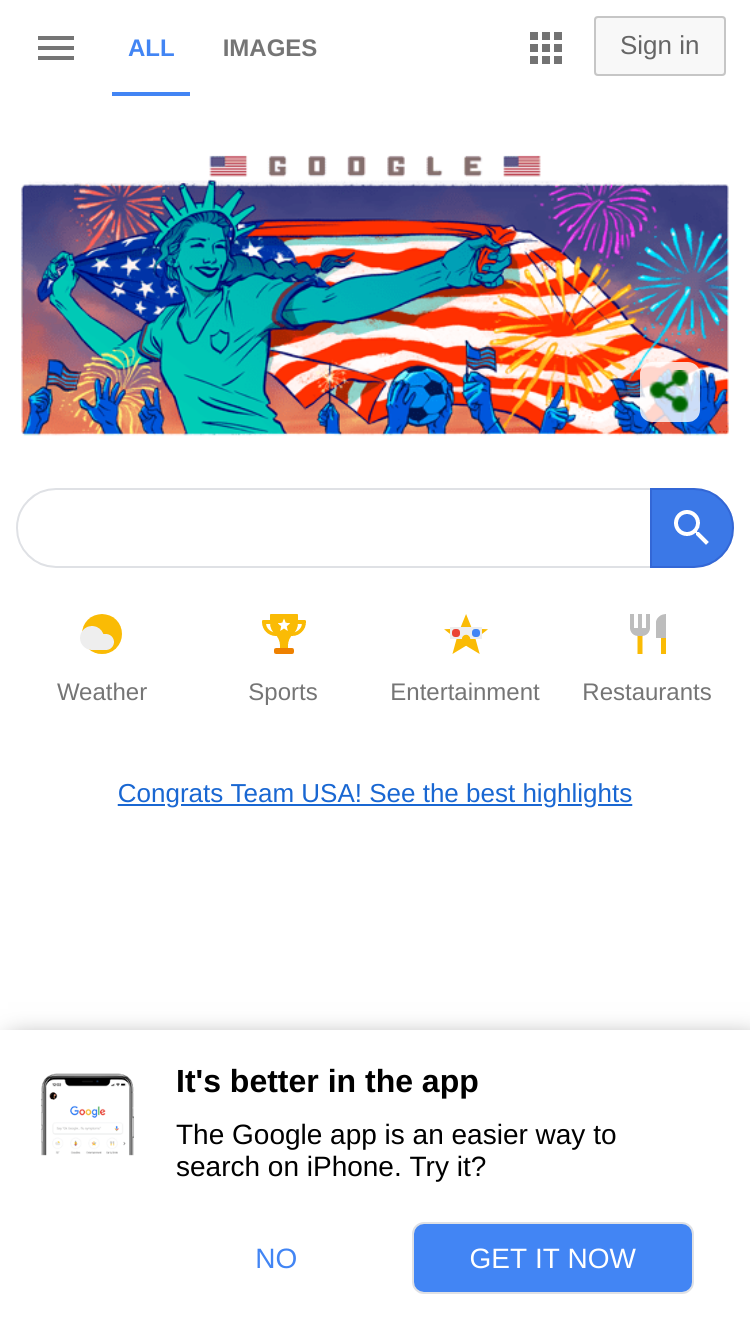 ALL IMAGES Sign in
GOOGLE
Weather Sports Entertainment Restaurants
Congrats Team USA! See the best highlights
It's better in the app
Google
The Google app is an easier way to
search on iPhone. Try it?
NO GET IT NOW